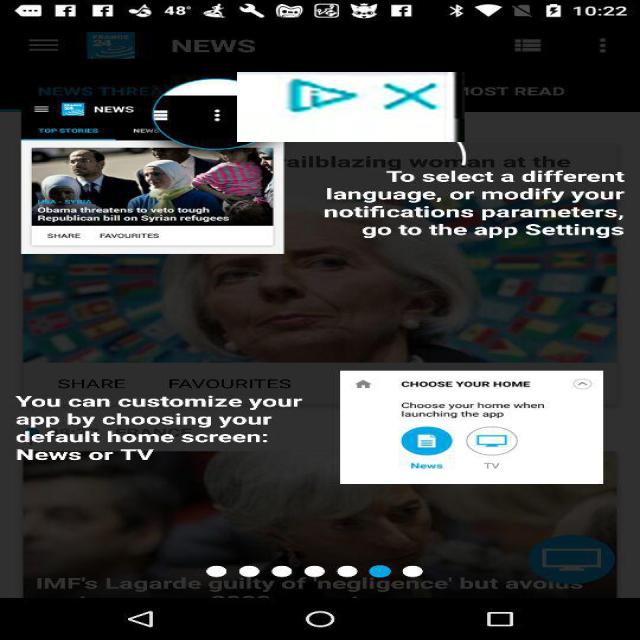 48° 10:22
FRANCE 24 NEWS
NEWS THREA
MOST READ
NEWS
TOP STORIES NEWS
railblazing woman at the
USA - SYRIA
Obama threatens to veto tough
Republican bill on Syrian refugees
SHARE FAVOURITES
To select a different
language, or modify your
notifications parameters,
go to the app Settings
SHARE FAVOURITES
You can customize your
app by choosing your
default home screen:
News or TV
CHOOSE YOUR HOME
Choose your home when
launching the app
News TV
FRANCE
IMF's Lagarde guilty of 'negligence' but avoids